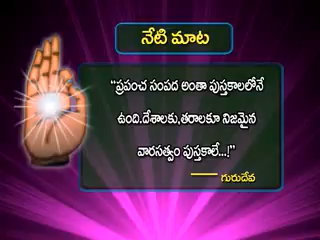 నేటి మాట
“ప్రపంచ సంపద అంతా పుస్తకాలలోనే
ఉంది.దేశాలకు,తరాలకూ నిజమైన
వారసత్వం పుస్తకాలే...!”
గురుదేవ